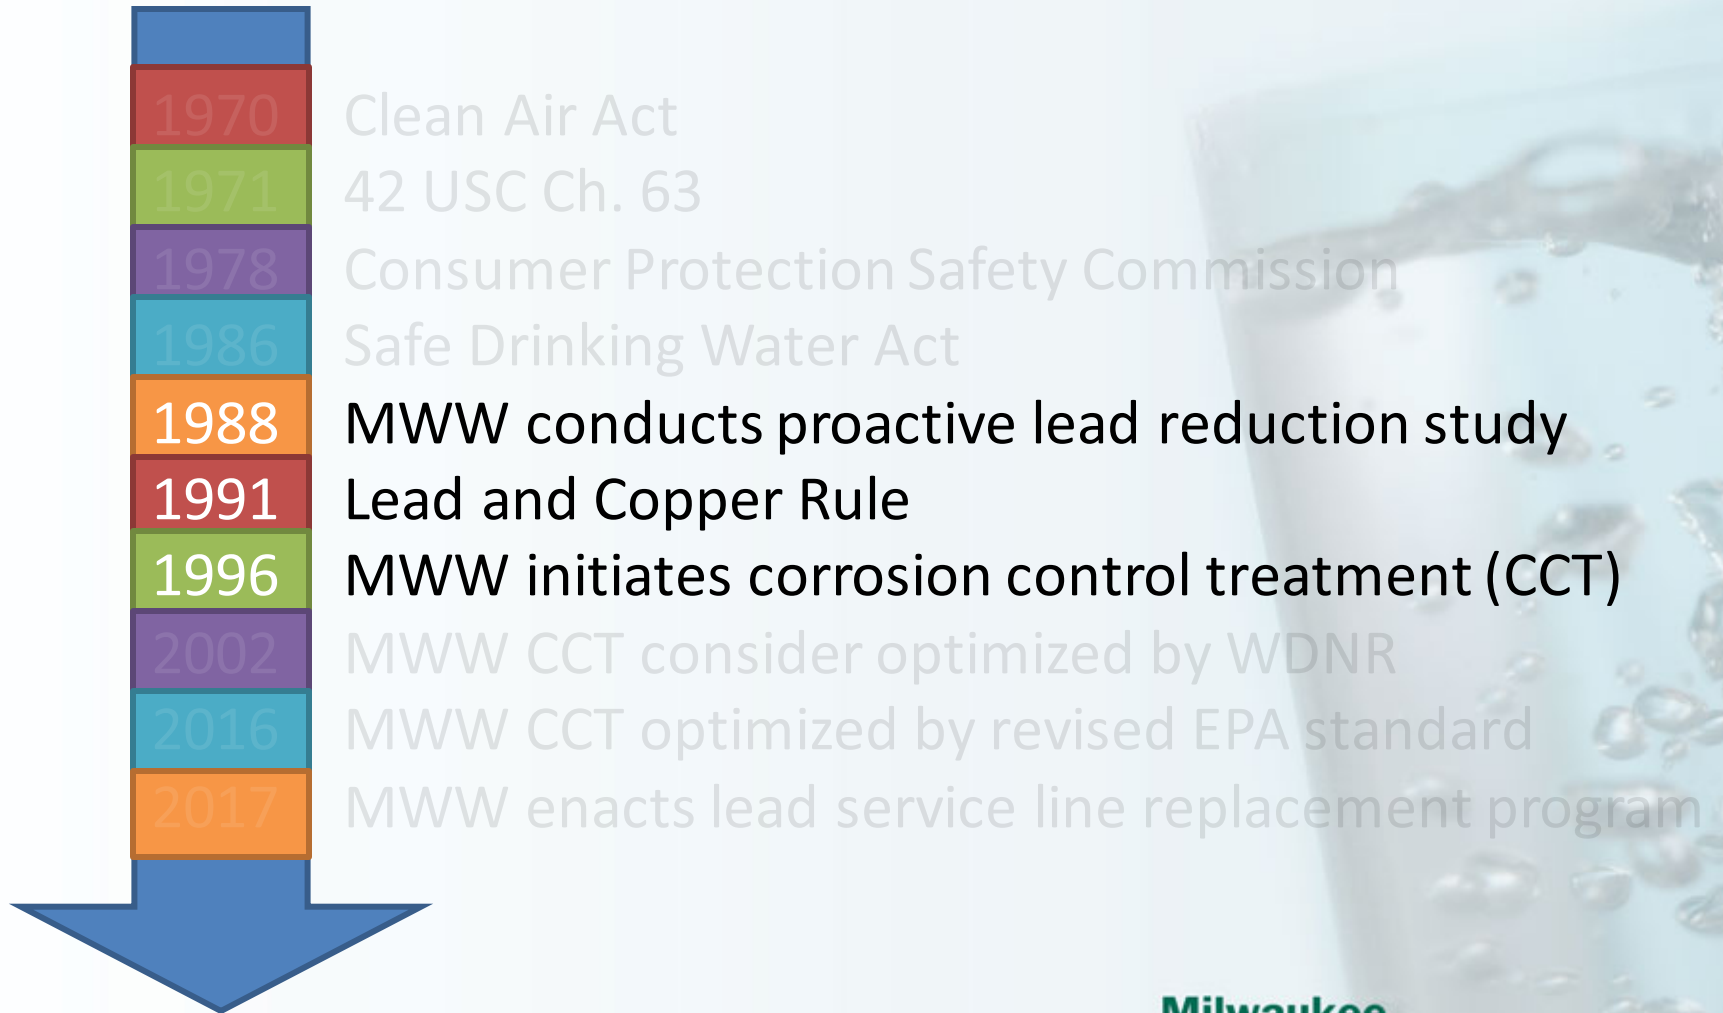 1970 Clean Air Act
1971 42 USC Ch. 63
1978 Consumer Protection Safety Commission
1986 Safe Drinking Water Act
1988 MWW conducts proactive lead reduction study
1991 Lead and Copper Rule
1996 MWW initiates corrosion control treatment (CCT)
2002 MWW CCT consider optimized by WDNR
2016 MWW CCT optimized by revised EPA standard
2017 MWW enacts lead service line replacement program
Milwaukee